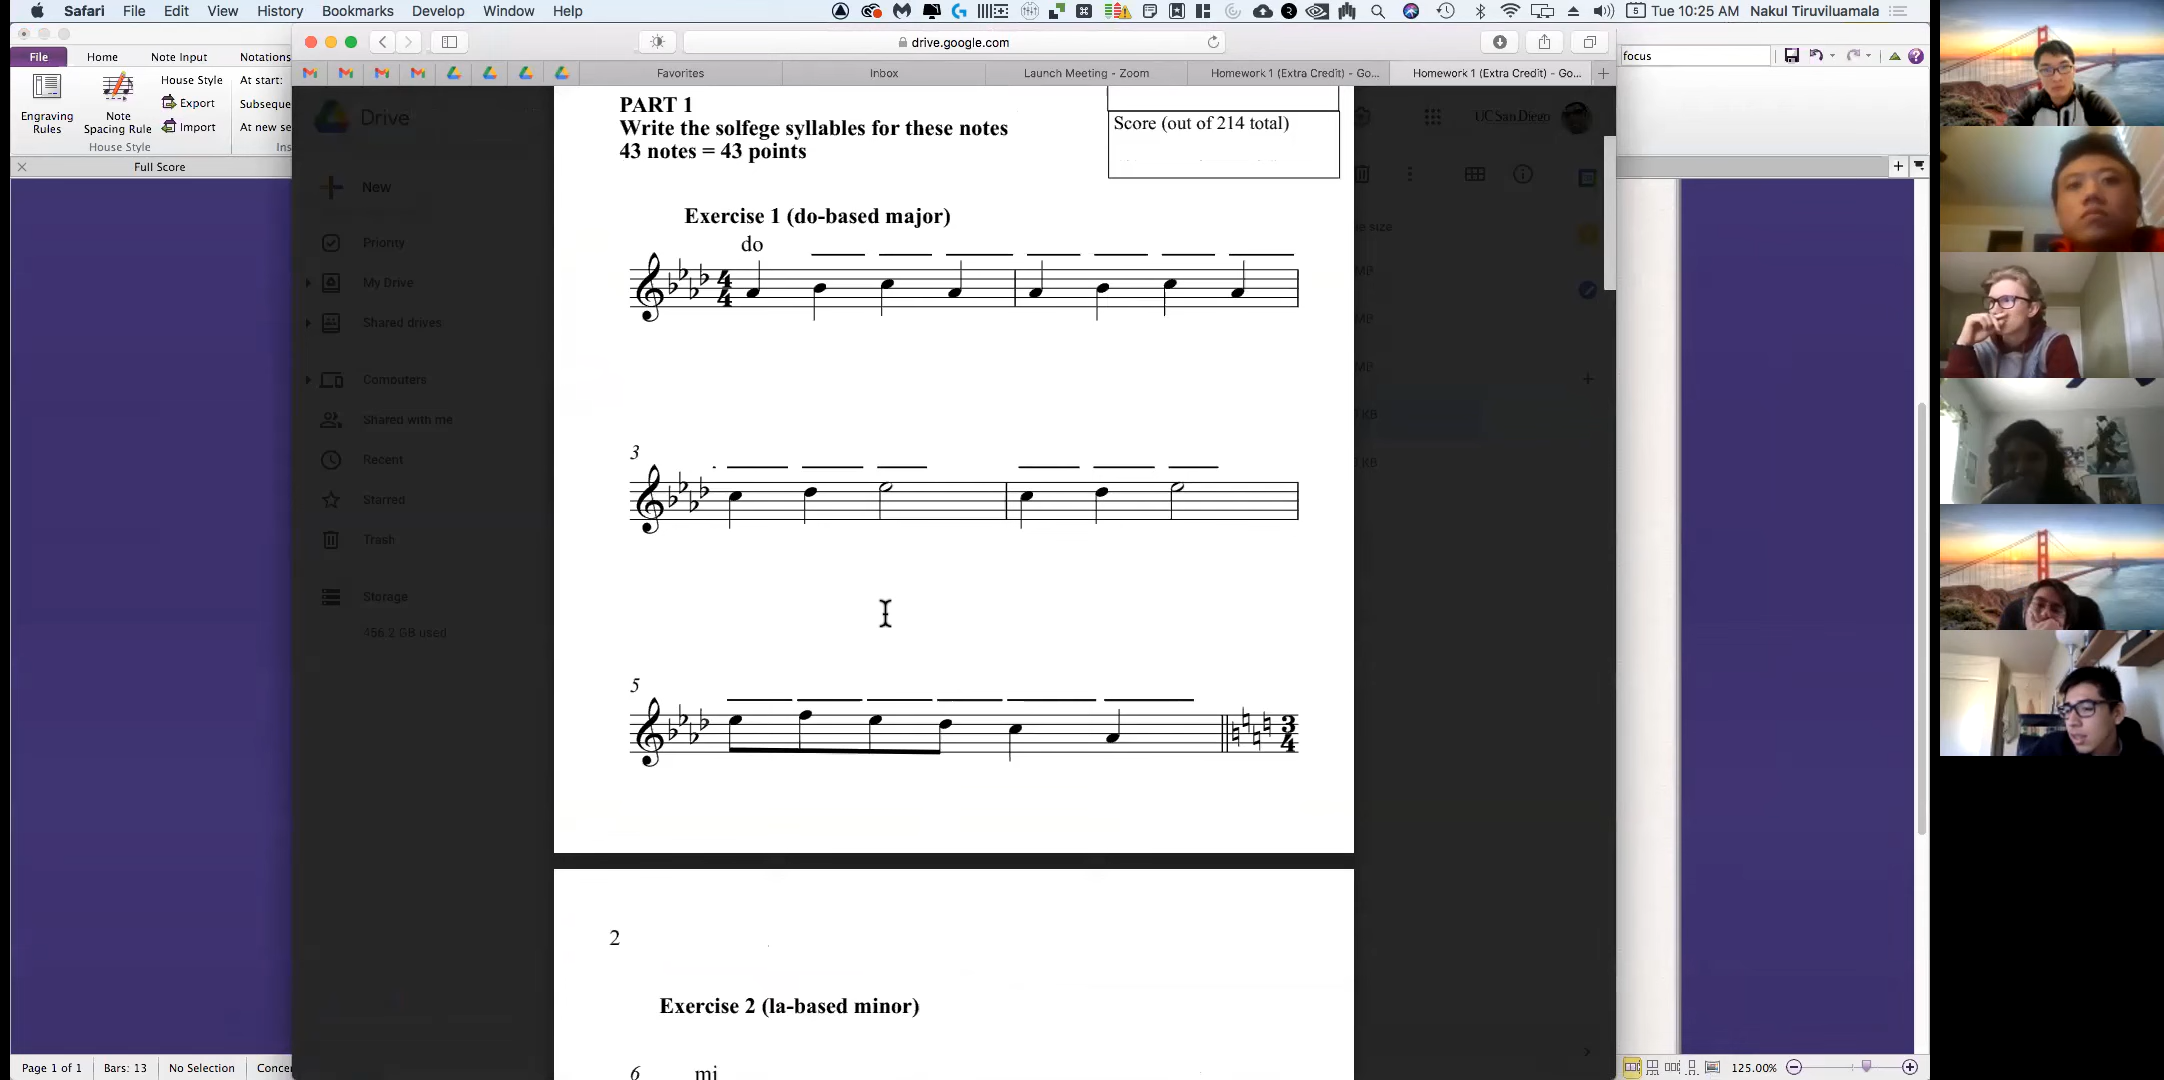 Safari File Edit View History Bookmarks Develop Window Help
Tue 10:25 AM Nakul Tiruviluamala
File Home Note Input Notations
House Style
Export
Import
At start:
Subseque
At new se
Engraving
Rules
Note
Spacing Rule
House Style
Full Score
drive.google.com
Favorites
Inbox
Launch Meeting - Zoom
Homework 1 (Extra Credit) - Go...
Homework 1 (Extra Credit) - Go...
focus
Drive
New
Priority
My Drive
Shared drives
Computers
Shared with me
Recent
Starred
Trash
Storage
456.2 GB used
UC San Diego
PART 1
Write the solfege syllables for these notes
43 notes = 43 points
Score (out of 214 total)
Exercise 1 (do-based major)
do
4
4
3
5
3
4
2
Exercise 2 (la-based minor)
6
mi
Page 1 of 1
Bars: 13
No Selection
Conce
125.00%